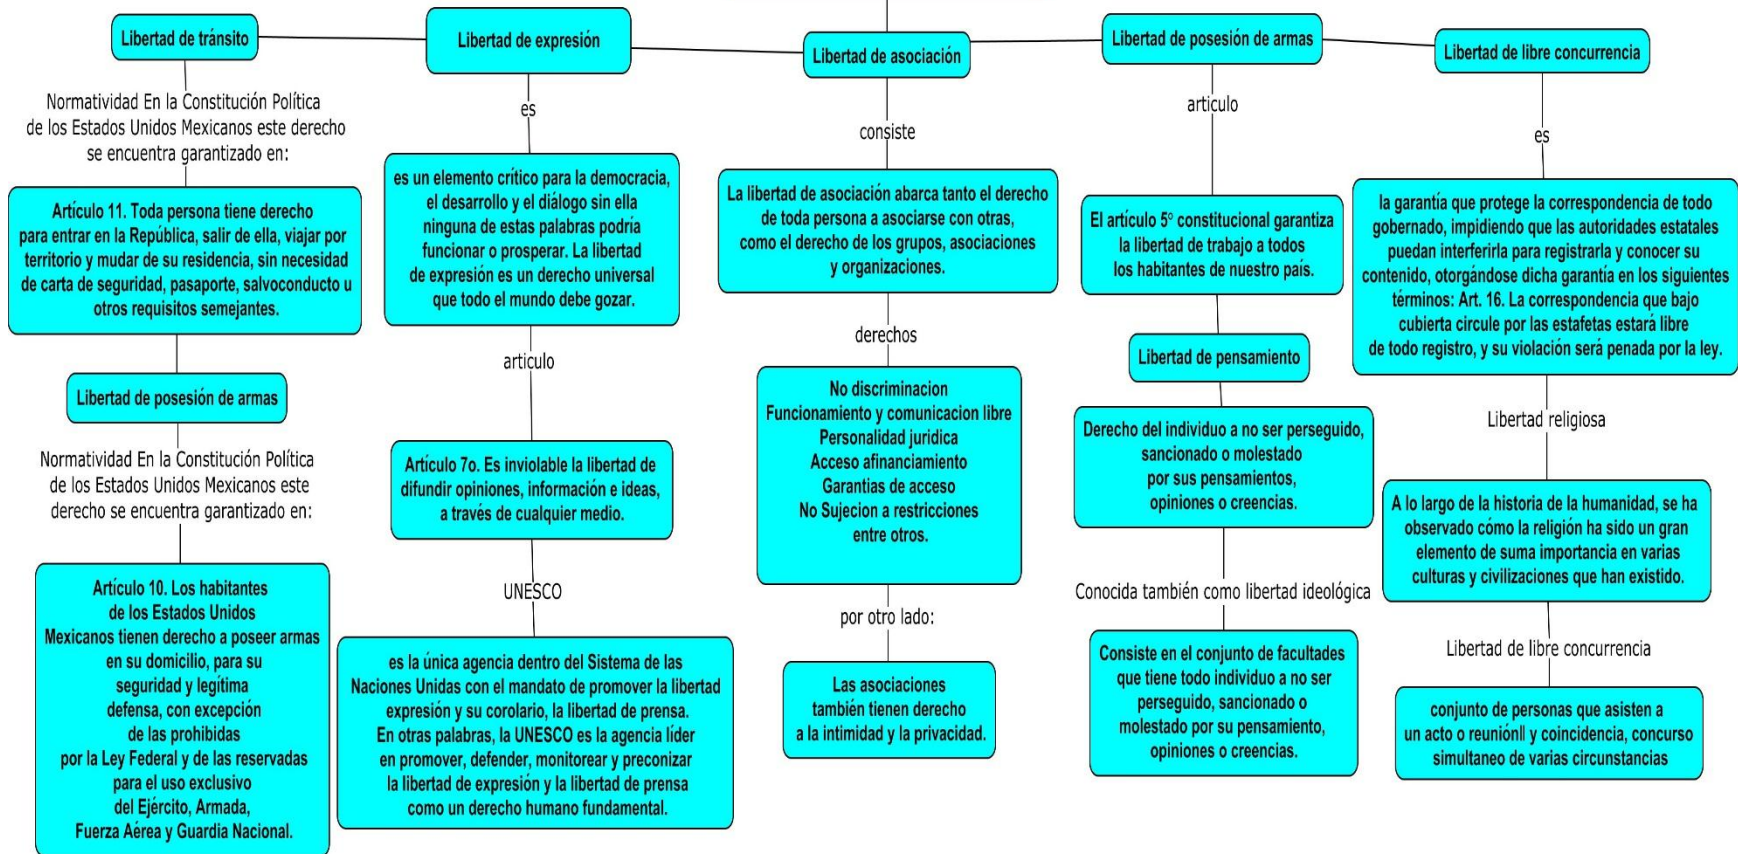 Libertad de tránsito
Normatividad En la Constitución Política
de los Estados Unidos Mexicanos este derecho
se encuentra garantizado en:
Artículo 11. Toda persona tiene derecho
para entrar en la República, salir de ella, viajar por
territorio y mudar de su residencia, sin necesidad
de carta de seguridad, pasaporte, salvoconducto u
otros requisitos semejantes.
Libertad de posesión de armas
Normatividad En la Constitución Política
de los Estados Unidos Mexicanos este
derecho se encuentra garantizado en:
Artículo 10. Los habitantes
de los Estados Unidos
Mexicanos tienen derecho a poseer armas
en su domicilio, para su
seguridad y legítima
defensa, con excepción
de las prohibidas
por la Ley Federal y de las reservadas
para el uso exclusivo
del Ejército, Armada,
Fuerza Aérea y Guardia Nacional.
Libertad de expresión
es
es un elemento crítico para la democracia,
el desarrollo y el diálogo sin ella
ninguna de estas palabras podría
funcionar o prosperar. La libertad
de expresión es un derecho universal
que todo el mundo debe gozar.
articulo
Artículo 7o. Es inviolable la libertad de
difundir opiniones, información e ideas,
a través de cualquier medio.
UNESCO
es la única agencia dentro del Sistema de las
Naciones Unidas con el mandato de promover la libertad
expresión y su corolario, la libertad de prensa.
En otras palabras, la UNESCO es la agencia líder
en promover, defender, monitorear y preconizar
la libertad de expresión y la libertad de prensa
como un derecho humano fundamental.
Libertad de asociación
consiste
La libertad de asociación abarca tanto el derecho
de toda persona a asociarse con otras,
como el derecho de los grupos, asociaciones
y organizaciones.
derechos
No discriminacion
Funcionamiento y comunicacion libre
Personalidad juridica
Acceso afinanciamiento
Garantias de acceso
No Sujecion a restricciones
entre otros.
por otro lado:
Las asociaciones
también tienen derecho
a la intimidad y la privacidad.
Libertad de posesión de armas
articulo
El artículo 5º constitucional garantiza
la libertad de trabajo a todos
los habitantes de nuestro país.
Libertad de pensamiento
Derecho del individuo a no ser perseguido,
sancionado o molestado
por sus pensamientos,
opiniones o creencias.
Conocida también como libertad ideológica
Consiste en el conjunto de facultades
que tiene todo individuo a no ser
perseguido, sancionado o
molestado por su pensamiento,
opiniones o creencias.
Libertad de libre concurrencia
es
la garantía que protege la correspondencia de todo
gobernado, impidiendo que las autoridades estatales
puedan interferirla para registrarla y conocer su
contenido, otorgándose dicha garantía en los siguientes
términos: Art. 16. La correspondencia que bajo
cubierta circule por las estafetas estará libre
de todo registro, y su violación será penada por la ley.
Libertad religiosa
A lo largo de la historia de la humanidad, se ha
observado cómo la religión ha sido un gran
elemento de suma importancia en varias
culturas y civilizaciones que han existido.
Libertad de libre concurrencia
conjunto de personas que asisten a
un acto o reunión‖ y coincidencia, concurso
simultaneo de varias circunstancias